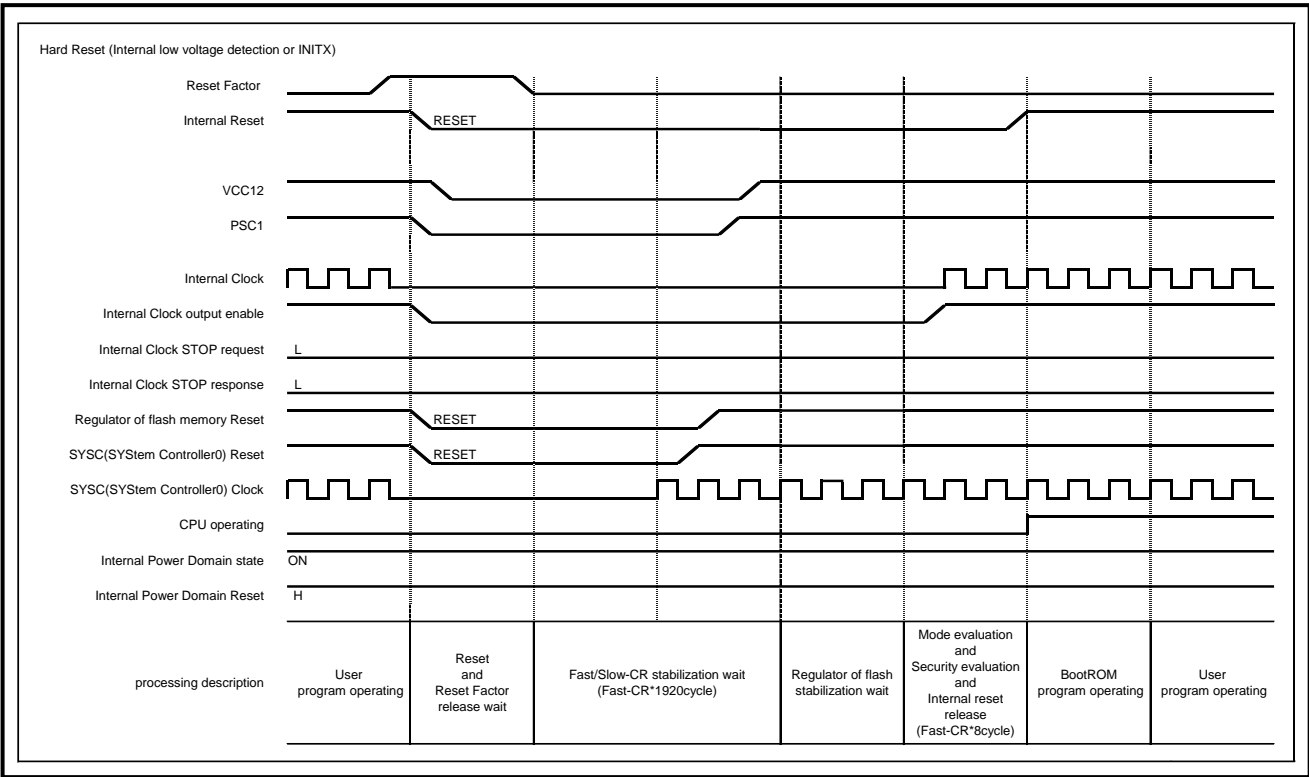 Hard Reset (Internal low voltage detection or INITX)
Reset Factor
Internal Reset
RESET
VCC12
PSC1
Internal Clock
Internal Clock output enable
Internal Clock STOP request
L
Internal Clock STOP response
L
Regulator of flash memory Reset
RESET
SYSC(SYStem Controller0) Reset
RESET
SYSC(SYStem Controller0) Clock
CPU operating
Internal Power Domain state
ON
Internal Power Domain Reset
H
processing description
User
program operating
Reset
and
Reset Factor
release wait
Fast/Slow-CR stabilization wait
(Fast-CR*1920cycle)
Regulator of flash
stabilization wait
Mode evaluation
and
Security evaluation
and
Internal reset
release
(Fast-CR*8cycle)
BootROM
program operating
User
program operating